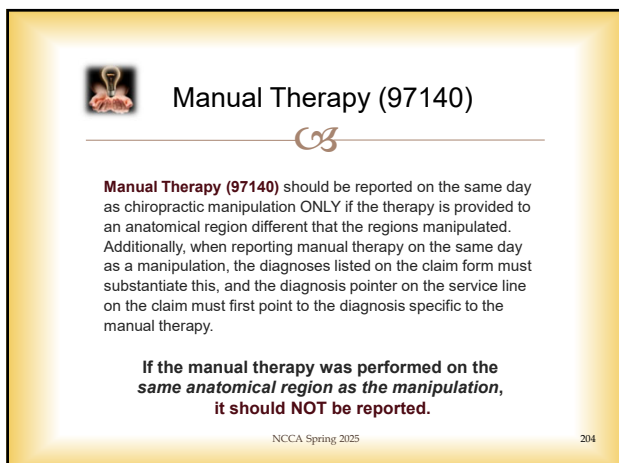 Manual Therapy (97140)
Manual Therapy (97140) should be reported on the same day
as chiropractic manipulation ONLY if the therapy is provided to
an anatomical region different that the regions manipulated.
Additionally, when reporting manual therapy on the same day
as a manipulation, the diagnoses listed on the claim form must
substantiate this, and the diagnosis pointer on the service line
on the claim must first point to the diagnosis specific to the
manual therapy.
If the manual therapy was performed on the
same anatomical region as the manipulation,
it should NOT be reported.
NCCA Spring 2025
204